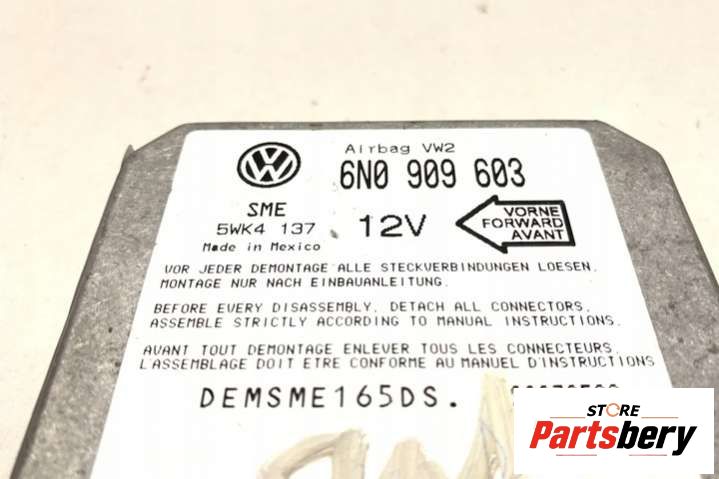 Airbag VW2
6N0 909 603
SME
5WK4 137
Made in Mexico
12V
VORNE
FORWARD
AVANT
VOR JEDER DEMONTAGE ALLE STECKVERBINDUNGEN LOESEN.
MONTAGE NUR NACH EINBAUANLEITUNG.
BEFORE EVERY DISASSEMBLY, DETACH ALL CONNECTORS.
ASSEMBLE STRICTLY ACCORDING TO MANUAL INSTRUCTIONS.
AVANT TOUT DEMONTAGE ENLEVER TOUS LES CONNECTEURS.
L'ASSEMBLAGE DOIT ETRE CONFORME AU MANUEL D'INSTRUCTIONS
DEMSME165DS.
STORE
Partsbery